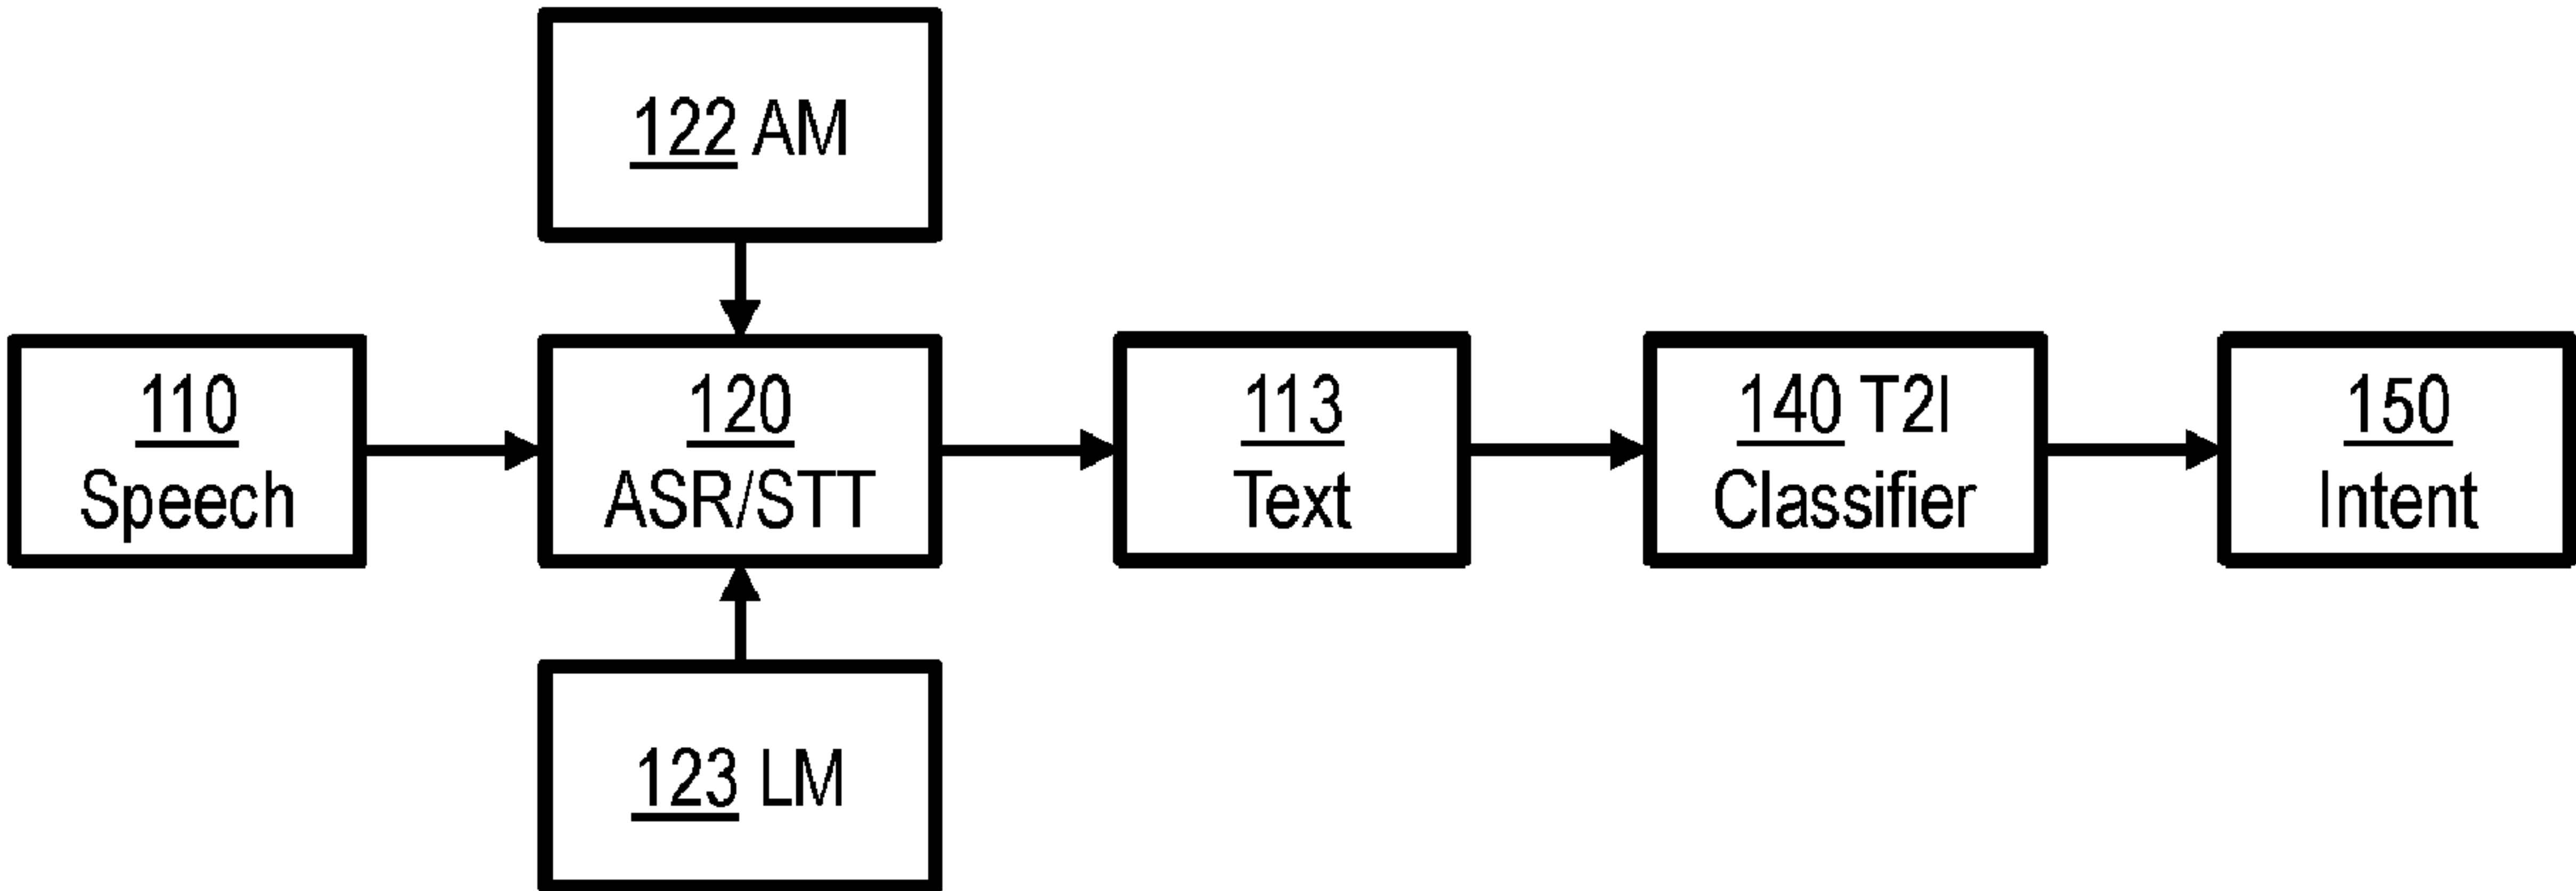 122 AM
110
Speech
120
ASR/STT
113
Text
140 T2I
Classifier
150
Intent
123 LM